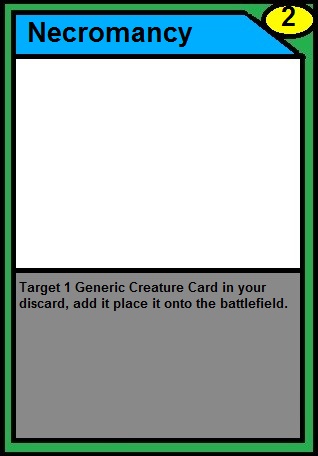 Necromancy
2
Target 1 Generic Creature Card in your
discard, add it place it onto the battlefield.